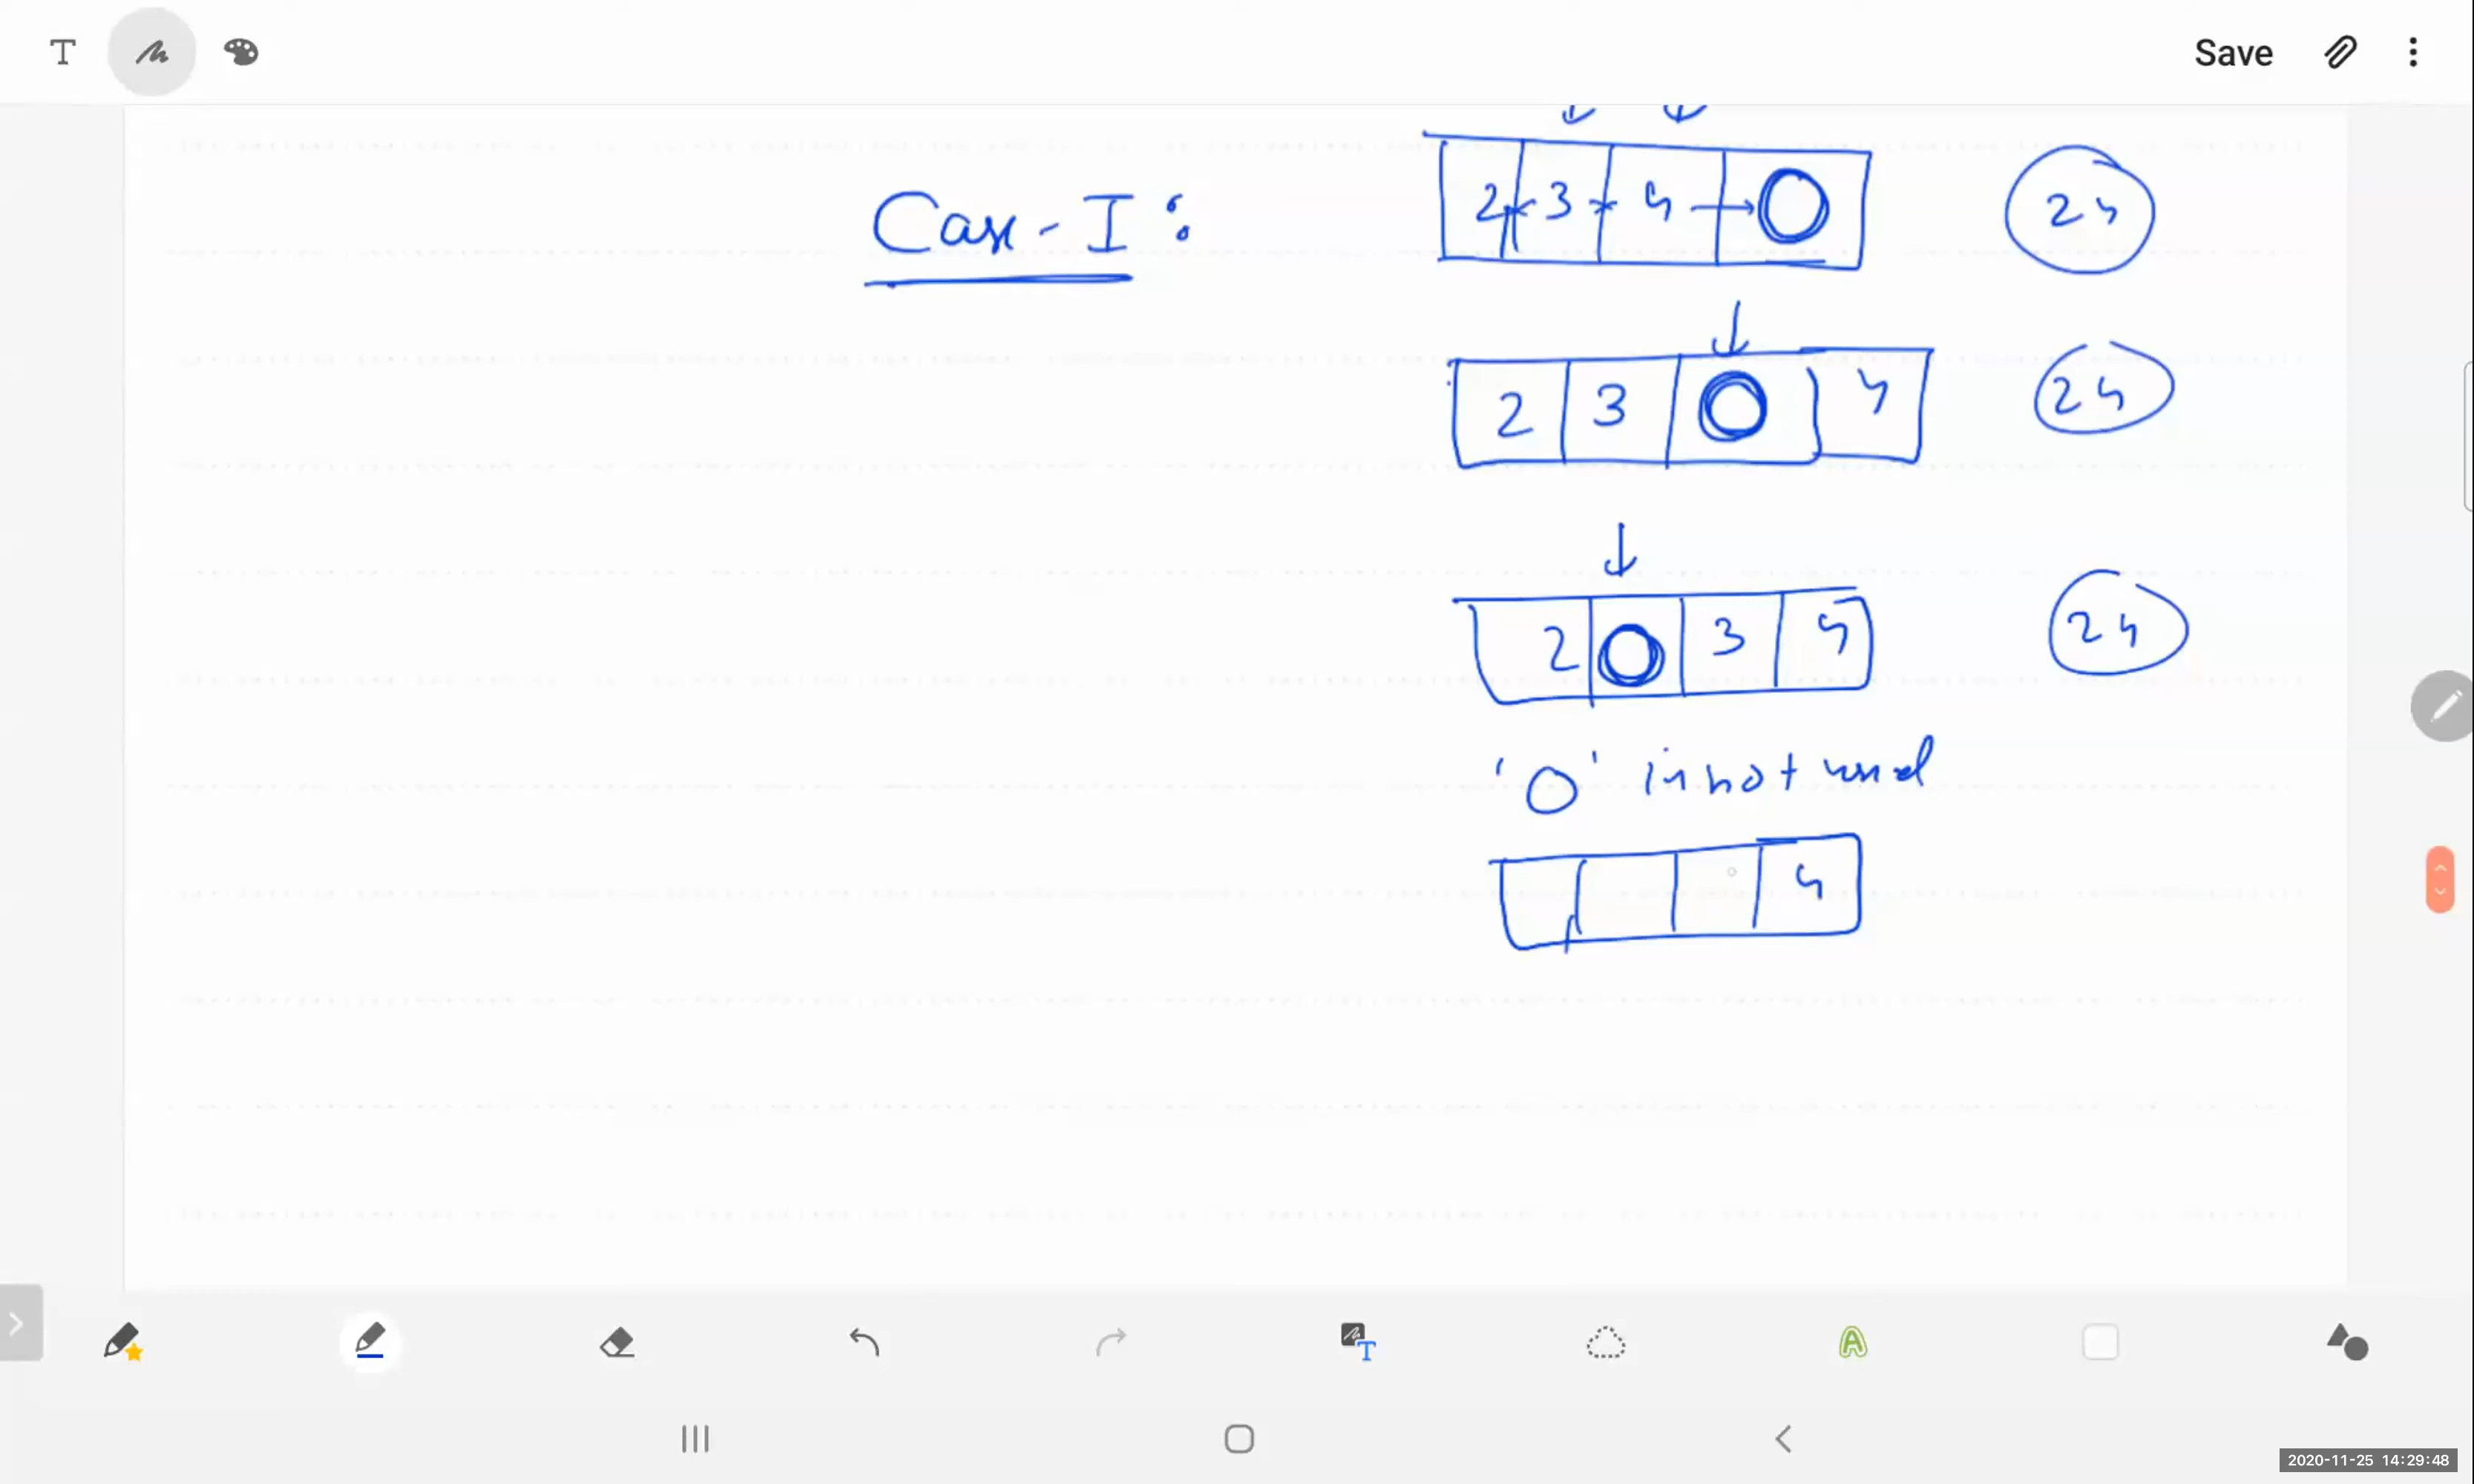 T Save
Case - I :
2 × 3 × 4 → 0 24
2 3 0 4 24
2 0 3 4 24
'0' is not used
4
A
T
2020-11-25 14:29:48